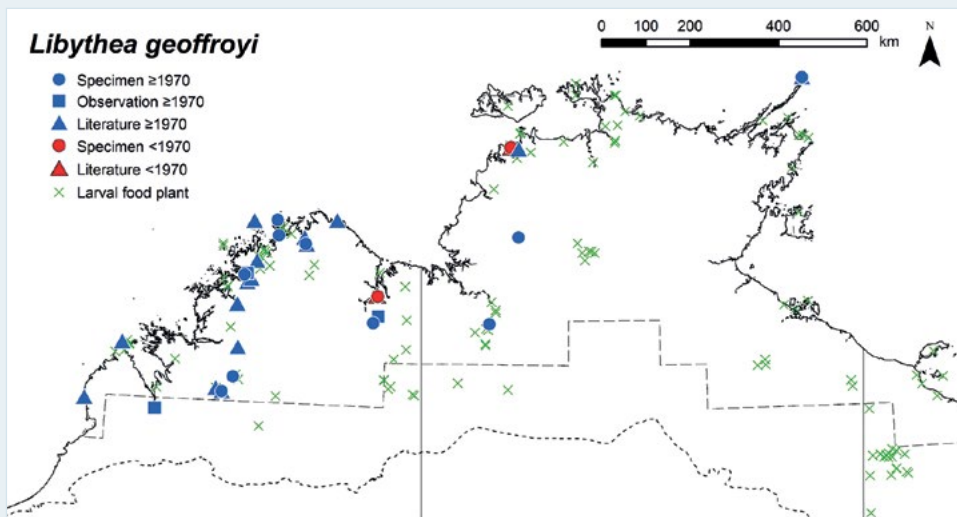 Libythea geoffroyi
Specimen ≥1970
Observation ≥1970
Literature ≥1970
Specimen <1970
Literature <1970
Larval food plant
0 100 200 400 600
km
N